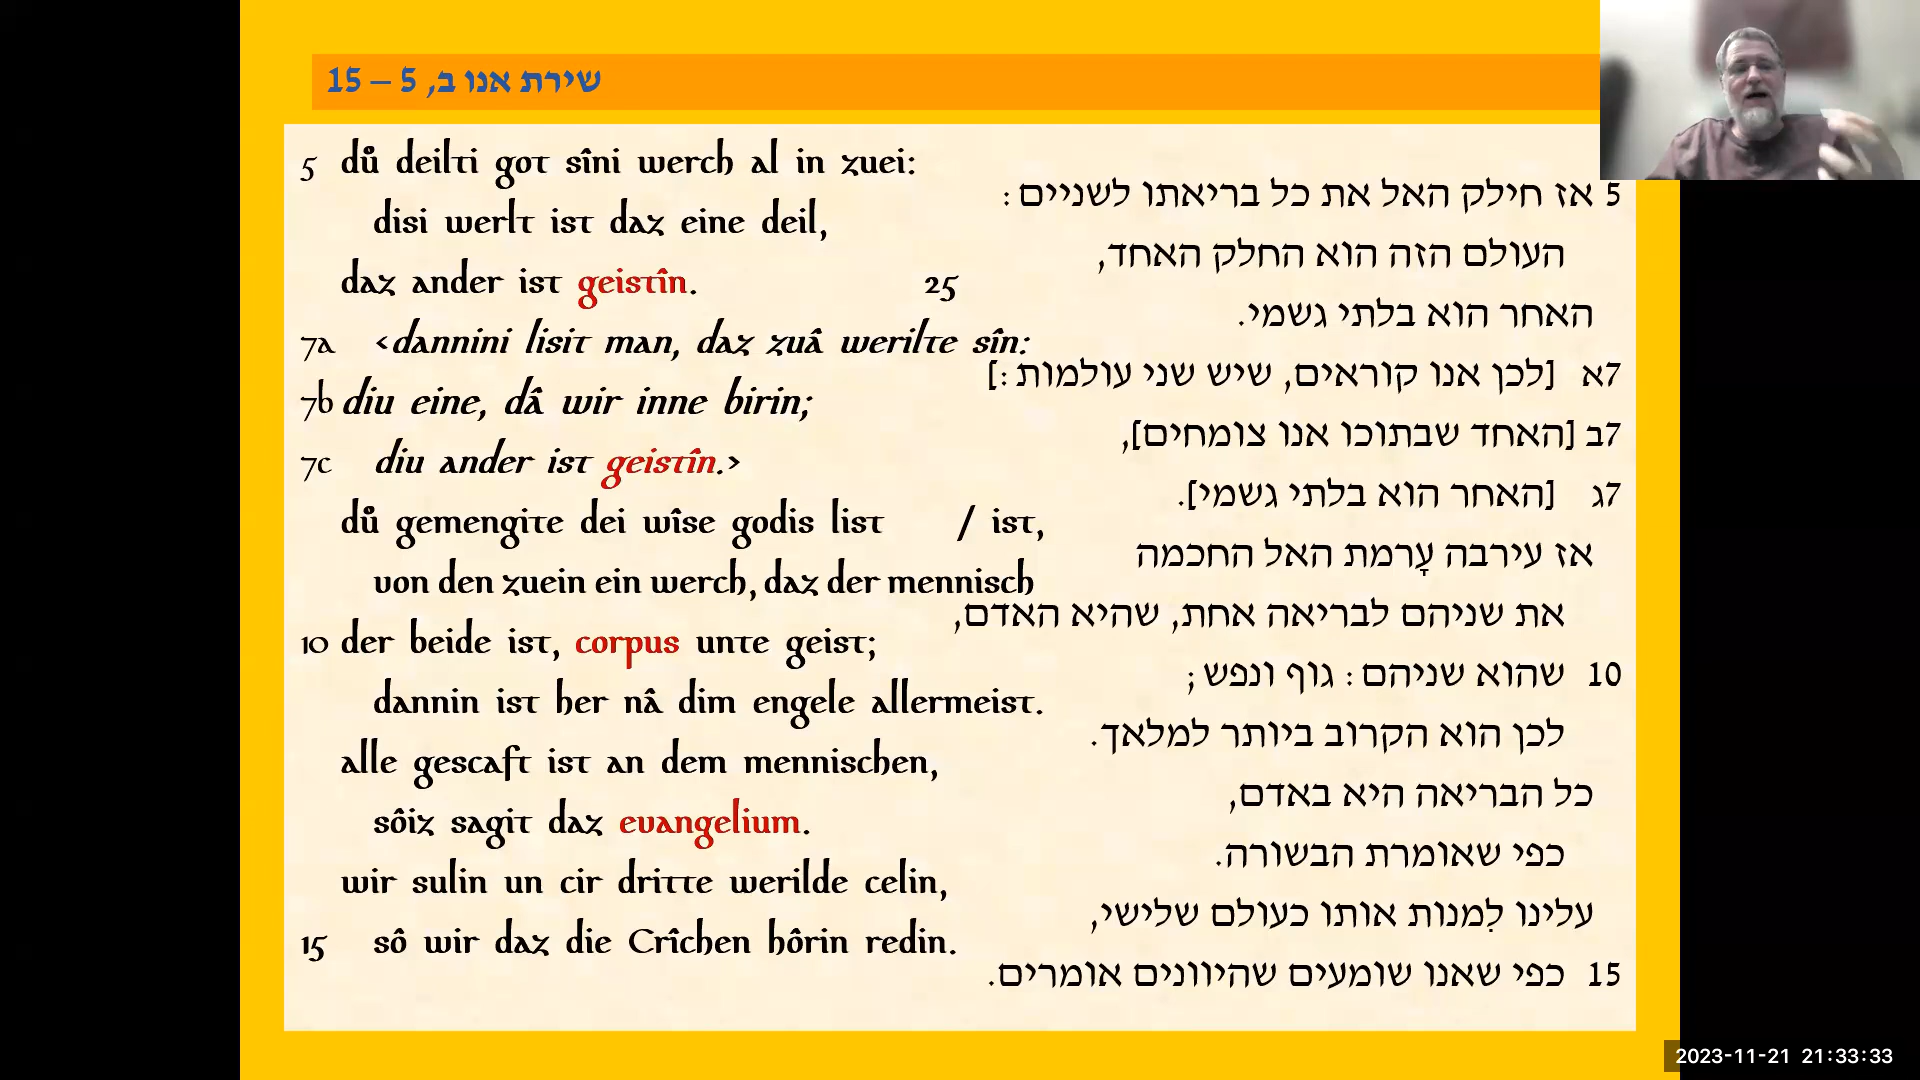 שירת אנו ב, 5 – 15
5 dů deilti got sîni werch al in zuei:
disi werlt ist daz eine deil,
daz ander ist geistîn. 25
7a <dannini lisit man, daz zuâ werilte sîn:
7b diu eine, dâ wir inne birin;
7c diu ander ist geistîn.>
dů gemengite dei wîse godis list / ist,
von den zuein ein werch, daz der mennisch
10 der beide ist, corpus unte geist;
dannin ist her nâ dim engele allermeist.
alle gescaft ist an dem mennischen,
sôiz sagit daz euangelium.
wir sulin un cir dritte werilde celin,
15 sô wir daz die Crîchen hôrin redin.
5 אז חילק האל את כל בריאתו לשניים:
העולם הזה הוא החלק האחד,
האחר הוא בלתי גשמי.
7א [לכן אנו קוראים, שיש שני עולמות:]
7ב [האחד שבתוכו אנו צומחים],
7ג [האחר הוא בלתי גשמי].
אז עירבה עָרמת האל החכמה
את שניהם לבריאה אחת, שהיא האדם,
10 שהוא שניהם: גוף ונפש;
לכן הוא הקרוב ביותר למלאך.
כל הבריאה היא באדם,
כפי שאומרת הבשורה.
עלינו לִמנות אותו כעולם שלישי,
15 כפי שאנו שומעים שהיוונים אומרים.
2023-11-21 21:33:33